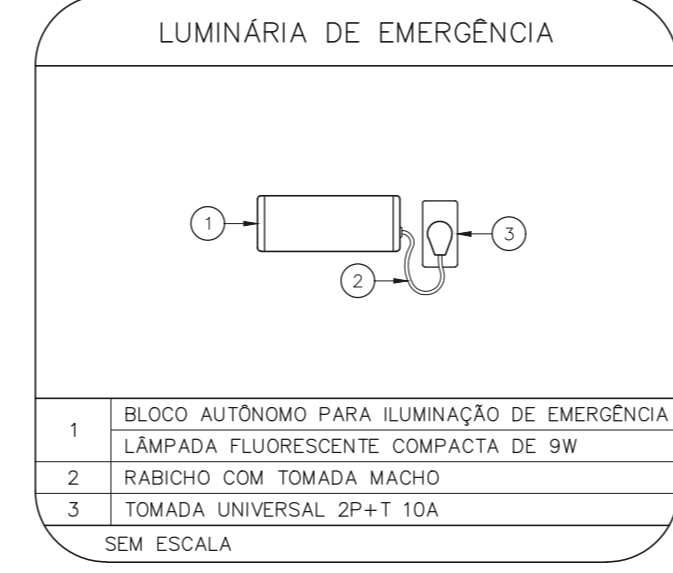 LUMINÁRIA DE EMERGÊNCIA
1
3
2
1
BLOCO AUTÔNOMO PARA ILUMINAÇÃO DE EMERGÊNCIA
LÂMPADA FLUORESCENTE COMPACTA DE 9W
2 RABICHO COM TOMADA MACHO
3 TOMADA UNIVERSAL 2P+T 10A
SEM ESCALA